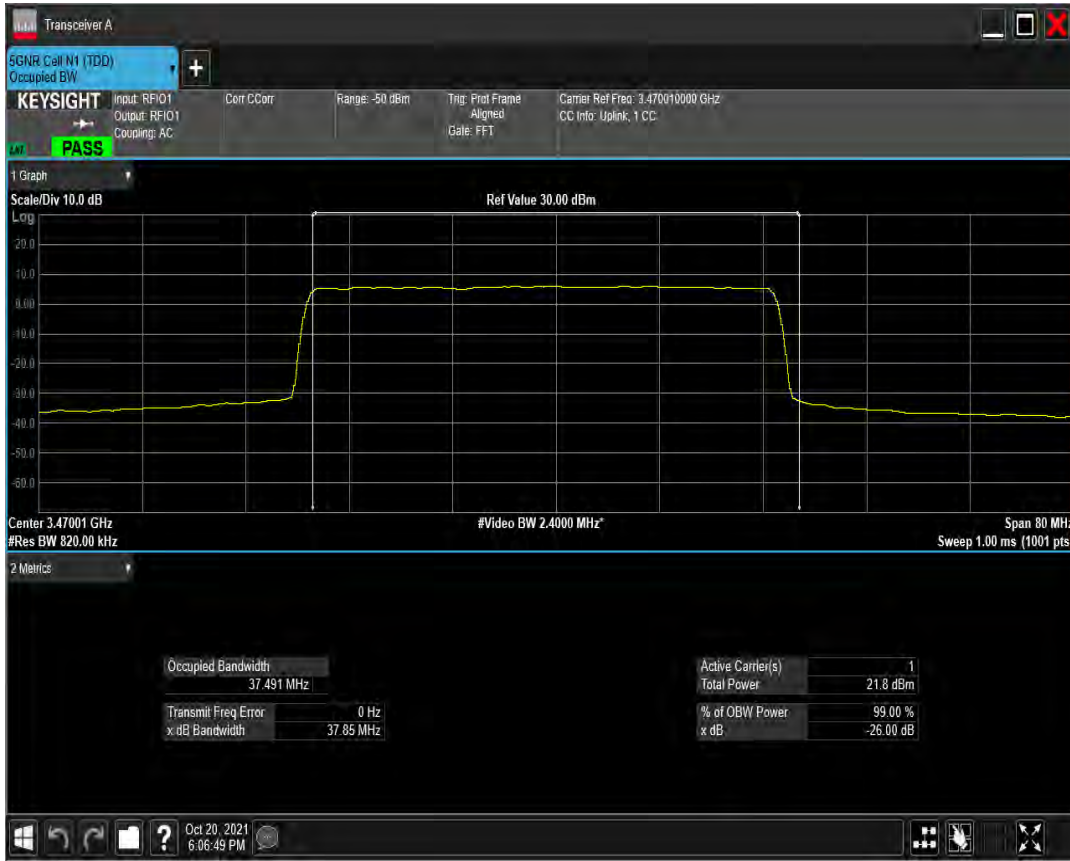 Transceiver A
5GNR Cell N1 (TDD)
Occupied BW
+
KEYSIGHT
Input: RFIO1
Output: RFIO1
Coupling: AC
Corr CCorr
Range: -50 dBm
Trig: Prot Frame
Aligned
Gate: FFT
Carrier Ref Freq: 3.470010000 GHz
CC Info: Uplink, 1 CC
PASS
1 Graph
Scale/Div 10.0 dB
Ref Value 30.00 dBm
Log
20.0
10.0
0.00
-10.0
-20.0
-30.0
-40.0
-50.0
-60.0
Center 3.47001 GHz
#Video BW 2.4000 MHz*
Span 80 MHz
#Res BW 820.00 kHz
Sweep 1.00 ms (1001 pts
2 Metrics
Occupied Bandwidth
37.491 MHz
Transmit Freq Error 0 Hz
x dB Bandwidth 37.85 MHz
Active Carrier(s) 1
Total Power 21.8 dBm
% of OBW Power 99.00 %
x dB -26.00 dB
?
Oct 20, 2021
6:06:49 PM